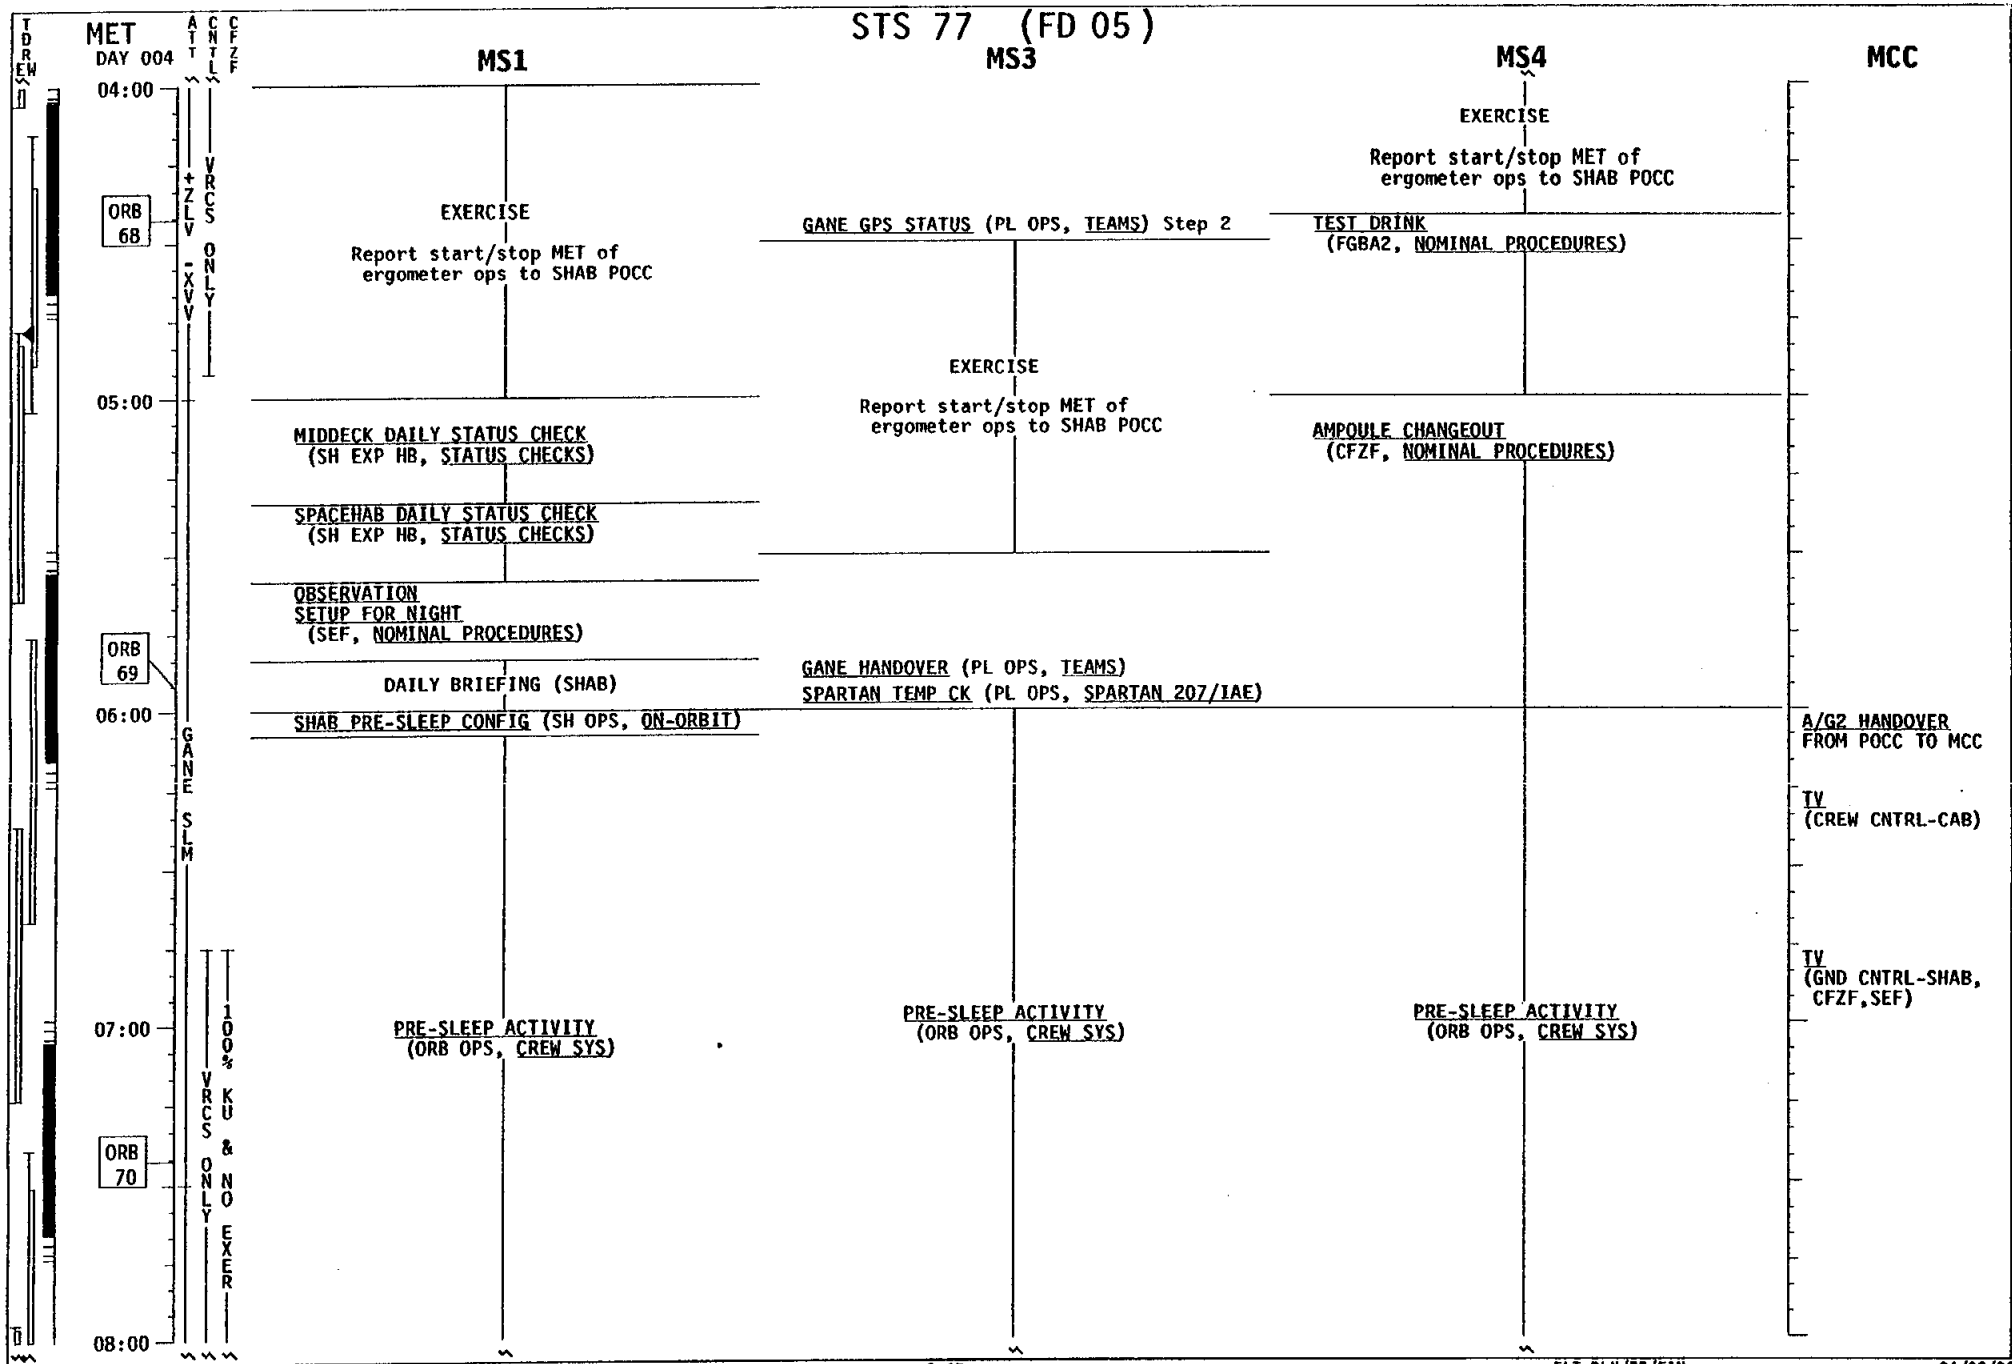 STS 77 (FD 05)
TDRE W
MET
DAY 004
ATT
CNTL
CFZF
MS1
MS3
MS4
MCC
04:00
05:00
06:00
07:00
08:00
ORB
68
ORB
69
ORB
70
+ZLV -XVV
GANE SLM
VRCS ONLY
VRCS ONLY
100% KU & NO EXER
EXERCISE
Report start/stop MET of
ergometer ops to SHAB POCC
MIDDECK DAILY STATUS CHECK
(SH EXP HB, STATUS CHECKS)
SPACEHAB DAILY STATUS CHECK
(SH EXP HB, STATUS CHECKS)
OBSERVATION
SETUP FOR NIGHT
(SEF, NOMINAL PROCEDURES)
DAILY BRIEFING (SHAB)
SHAB PRE-SLEEP CONFIG (SH OPS, ON-ORBIT)
PRE-SLEEP ACTIVITY
(ORB OPS, CREW SYS)
GANE GPS STATUS (PL OPS, TEAMS) Step 2
EXERCISE
Report start/stop MET of
ergometer ops to SHAB POCC
GANE HANDOVER (PL OPS, TEAMS)
SPARTAN TEMP CK (PL OPS, SPARTAN 207/IAE)
PRE-SLEEP ACTIVITY
(ORB OPS, CREW SYS)
EXERCISE
Report start/stop MET of
ergometer ops to SHAB POCC
TEST DRINK
(FGBA2, NOMINAL PROCEDURES)
AMPOULE CHANGEOUT
(CFZF, NOMINAL PROCEDURES)
PRE-SLEEP ACTIVITY
(ORB OPS, CREW SYS)
A/G2 HANDOVER
FROM POCC TO MCC
TV
(CREW CNTRL-CAB)
TV
(GND CNTRL-SHAB,
CFZF,SEF)